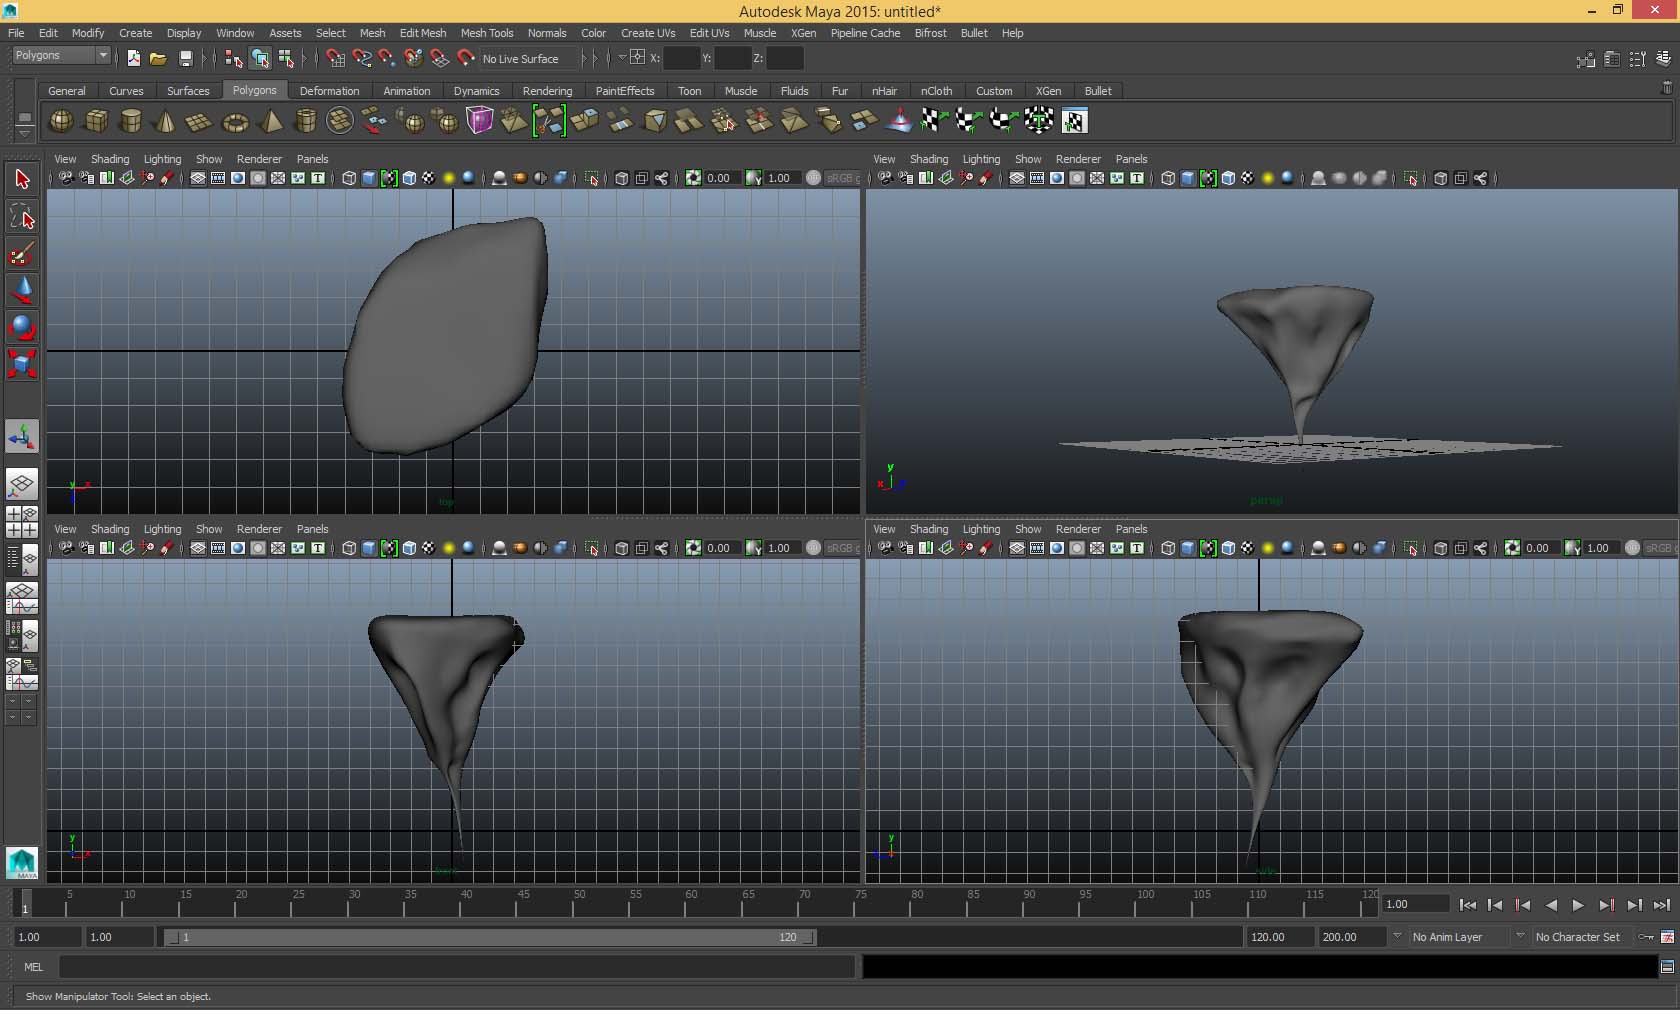 Autodesk Maya 2015: untitled*
File Edit Modify Create Display Window Assets Select Mesh Edit Mesh Mesh Tools Normals Color Create UVs Edit UVs Muscle XGen Pipeline Cache Bifrost Bullet Help
Polygons No Live Surface X: Y: Z:
General Curves Surfaces Polygons Deformation Animation Dynamics Rendering PaintEffects Toon Muscle Fluids Fur nHair nCloth Custom XGen Bullet
View Shading Lighting Show Renderer Panels View Shading Lighting Show Renderer Panels
0.00 1.00 sRGB g
y x top
y x persp
View Shading Lighting Show Renderer Panels View Shading Lighting Show Renderer Panels
0.00 1.00 sRGB g 0.00 1.00 sRGB g
y x front
y side
MAYA
5 10 15 20 25 30 35 40 45 50 55 60 65 70 75 80 85 90 95 100 105 110 115 120
1 1.00
1.00 1.00 1 120 120.00 200.00 No Anim Layer No Character Set
MEL
Show Manipulator Tool: Select an object.